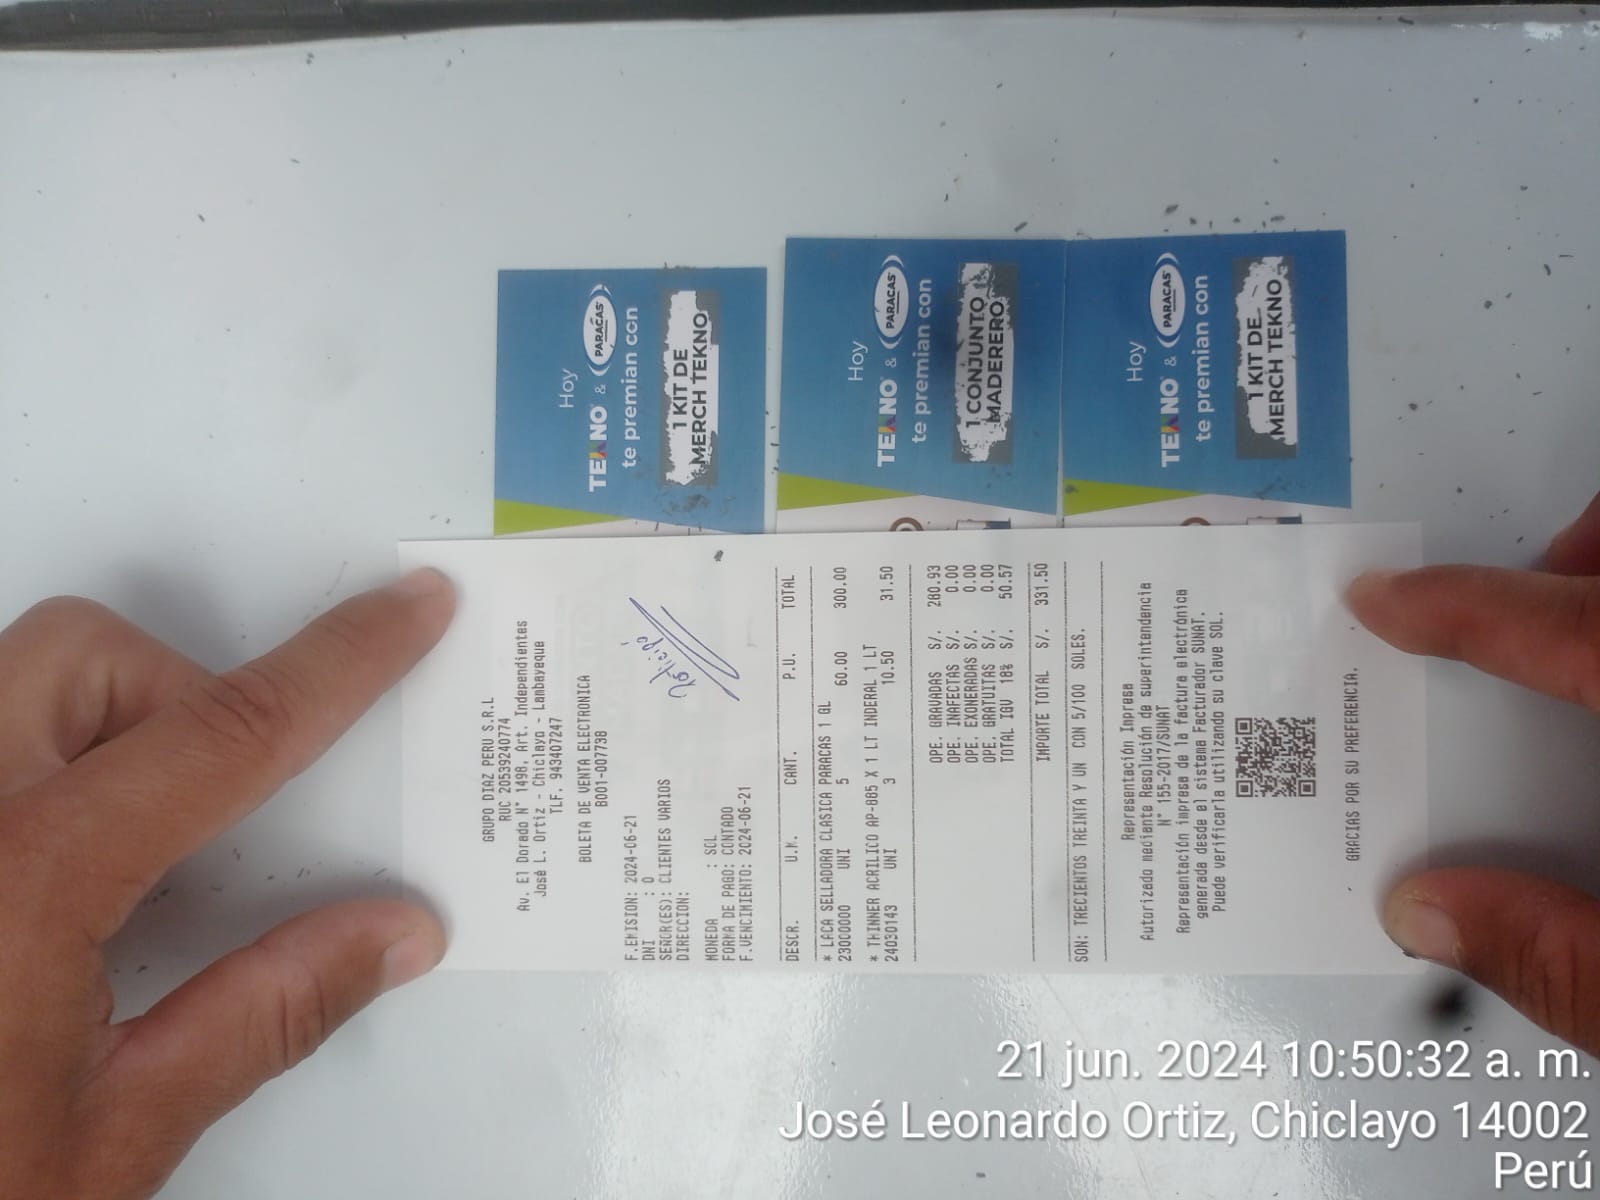 Hoy
TEKNO & PARACAS
te premian con
1 KIT DE
MERCH TEKNO
Hoy
TEKNO & PARACAS
te premian con
1 CONJUNTO
MADERERO
Hoy
TEKNO & PARACAS
te premian con
1 KIT DE
MERCH TEKNO
GRUPO DIAZ PERU S.R.L
RUC 20539240774
Av. El Dorado N° 1498, Art. Independientes
José L. Ortiz - Chiclayo - Lambayeque
TLF. 943407247
BOLETA DE VENTA ELECTRONICA
B001-007738
F.EMISION: 2024-06-21
DNI : 0
SEÑOR(ES): CLIENTES VARIOS
DIRECCION:
Participó
MONEDA : SOL
FORMA DE PAGO: CONTADO
F.VENCIMIENTO: 2024-06-21
DESCR. U.M. CANT. P.U. TOTAL
* LACA SELLADORA CLASICA PARACAS 1 GL
23000000 UNI 5 60.00 300.00
* THINNER ACRILICO AP-885 X 1 LT INDERAL 1 LT
24030143 UNI 3 10.50 31.50
OPE. GRAVADAS S/. 280.93
OPE. INAFECTAS S/. 0.00
OPE. EXONERADAS S/. 0.00
OPE. GRATUITAS S/. 0.00
TOTAL IGV 18% S/. 50.57
IMPORTE TOTAL S/. 331.50
SON: TRECIENTOS TREINTA Y UN CON 5/100 SOLES.
Representación Impresa
Autorizado mediante Resolución de superintendencia
N° 155-2017/SUNAT
Representación impresa de la factura electrónica
generada desde el sistema Facturador SUNAT.
Puede verificarla utilizando su clave SOL.
GRACIAS POR SU PREFERENCIA.
21 jun. 2024 10:50:32 a. m.
José Leonardo Ortiz, Chiclayo 14002
Perú